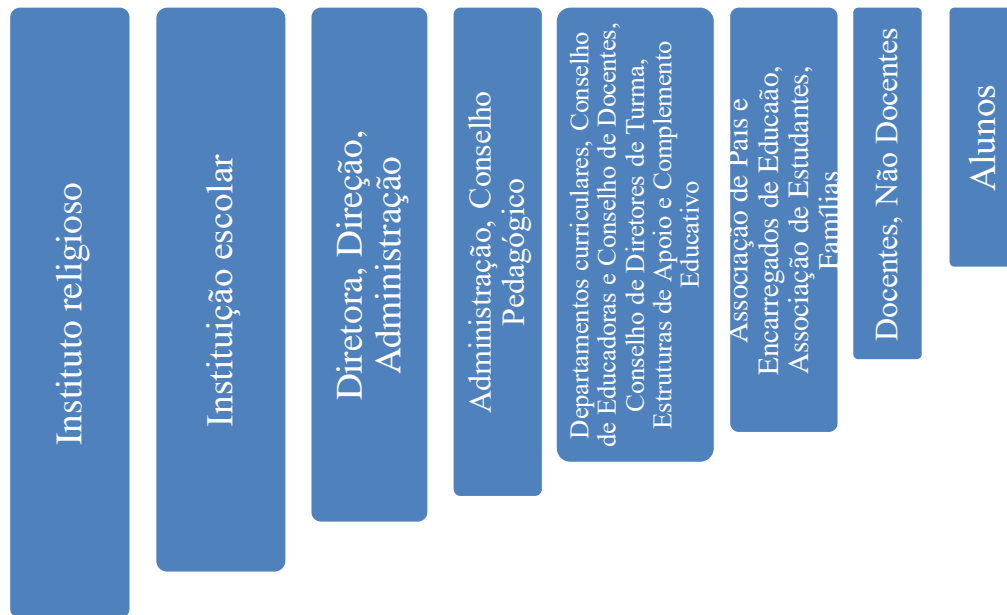 Instituto religioso
Instituição escolar
Diretora, Direção,
Administração
Administração, Conselho
Pedagógico
Departamentos curriculares, Conselho
de Educadoras e Conselho de Docentes,
Conselho de Diretores de Turma,
Estruturas de Apoio e Complemento
Educativo
Associação de Pais e
Encarregados de Educaão,
Associação de Estudantes,
Famílias
Docentes, Não Docentes
Alunos